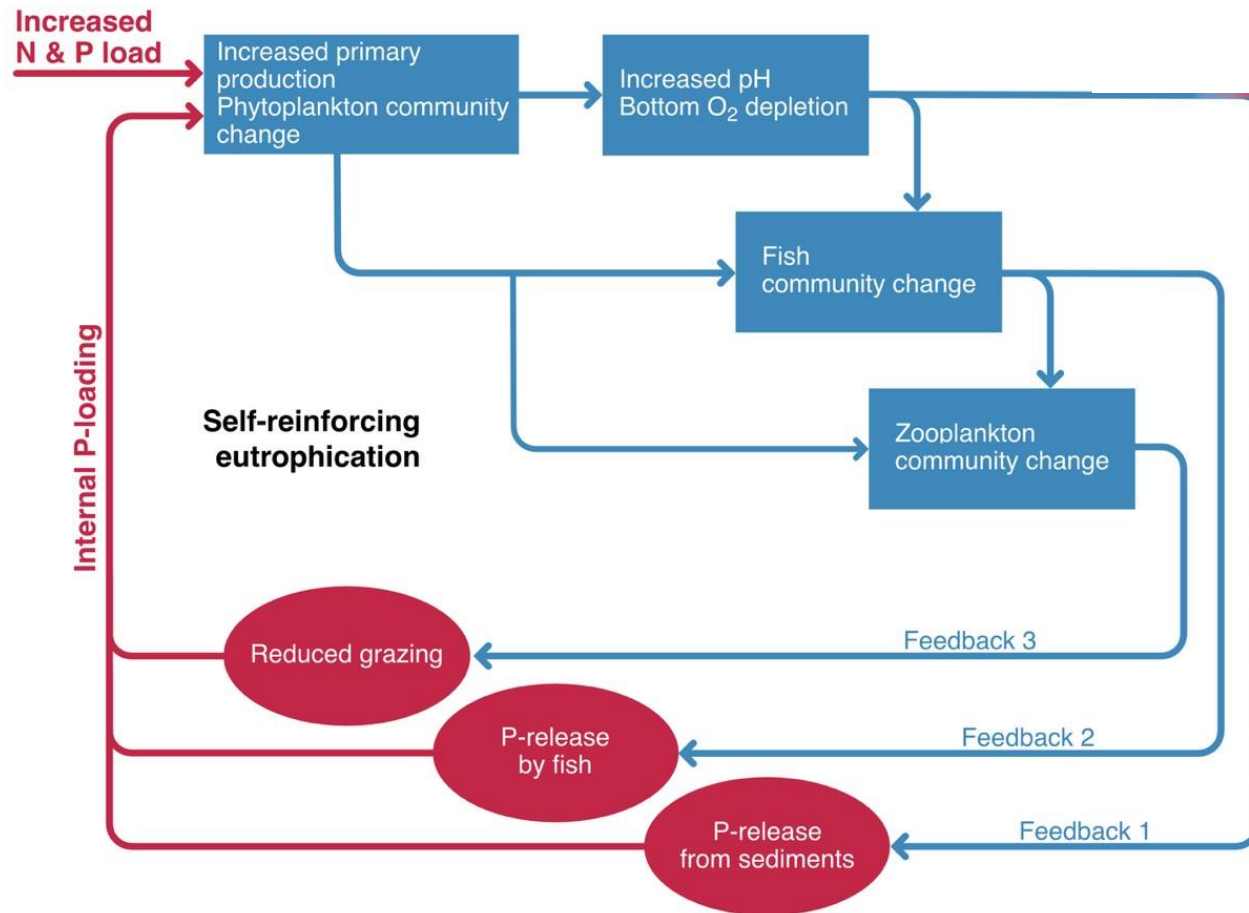 Increased
N & P load
Increased primary
production
Phytoplankton community
change
Increased pH
Bottom O₂ depletion
Fish
community change
Zooplankton
community change
Internal P-loading
Self-reinforcing
eutrophication
Reduced grazing
Feedback 3
P-release
by fish
Feedback 2
P-release
from sediments
Feedback 1